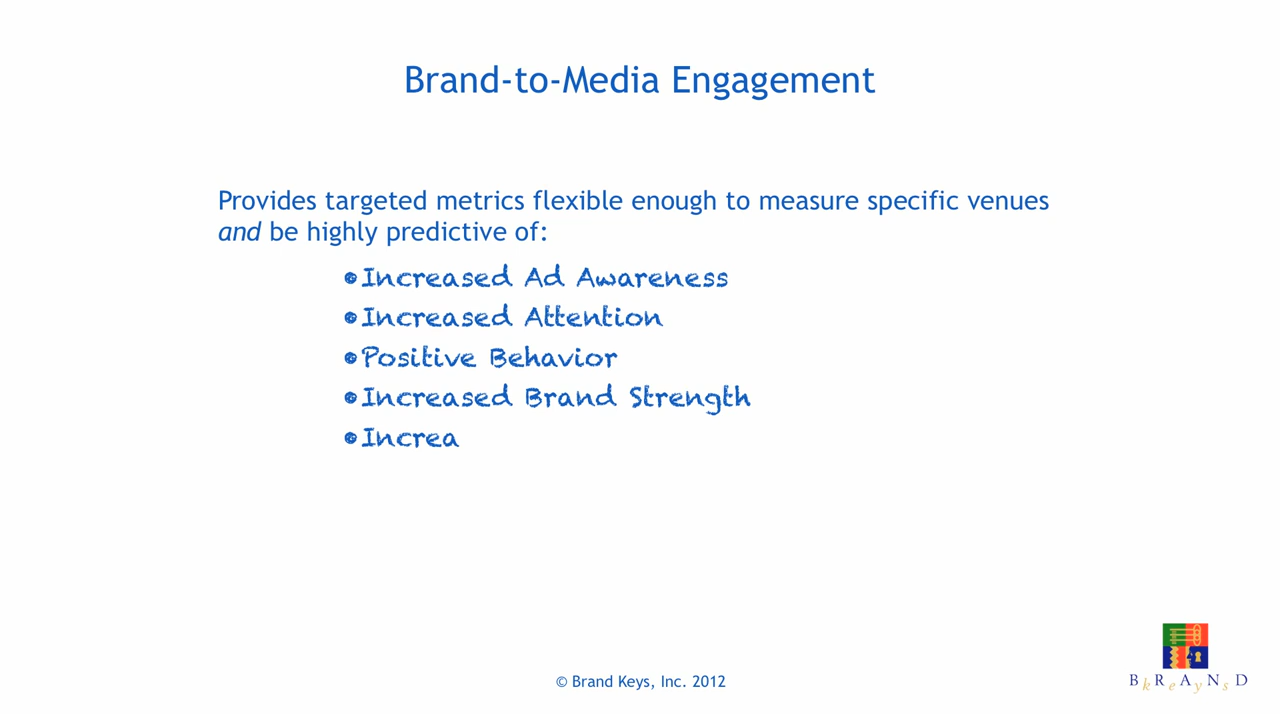 Brand-to-Media Engagement
Provides targeted metrics flexible enough to measure specific venues
and be highly predictive of:
•Increased Ad Awareness
•Increased Attention
•Positive Behavior
•Increased Brand Strength
•Increa
© Brand Keys, Inc. 2012
BkReAyNsD